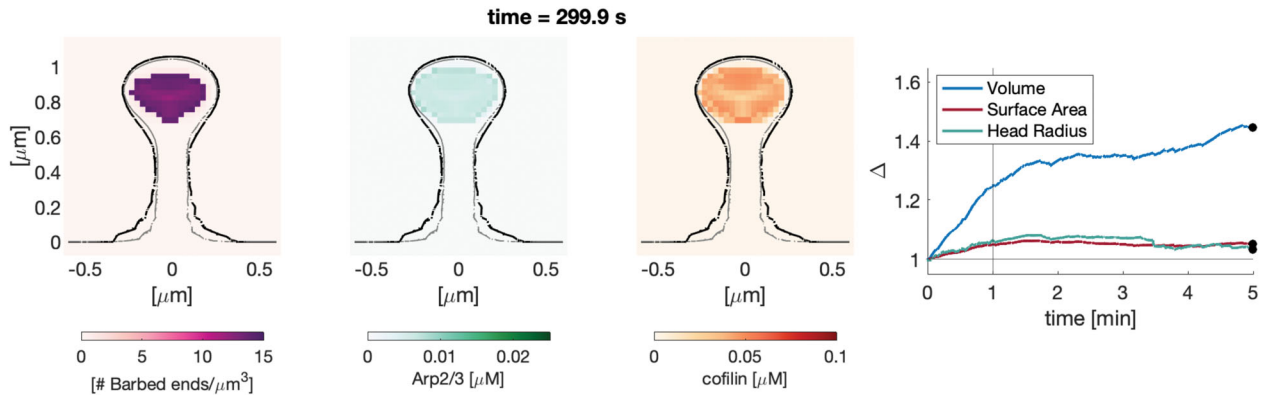 time = 299.9 s
[μm]
1
0.8
0.6
0.4
0.2
0
-0.5 0 0.5
[μm]
0 5 10 15
[# Barbed ends/μm³]
-0.5 0 0.5
[μm]
0 0.01 0.02
Arp2/3 [μM]
-0.5 0 0.5
[μm]
0 0.05 0.1
cofilin [μM]
Volume
Surface Area
Head Radius
Δ
1.6
1.4
1.2
1
0 1 2 3 4 5
time [min]